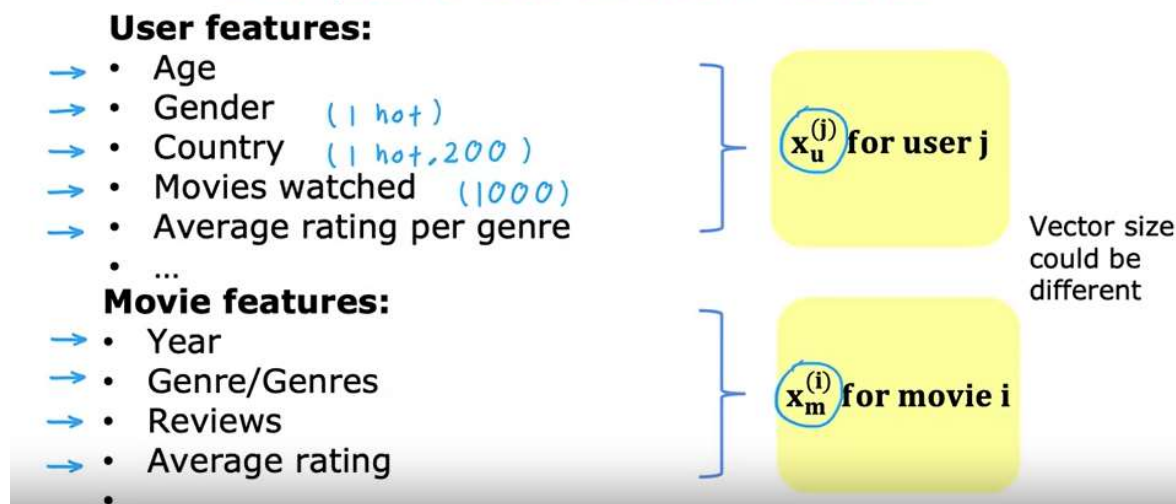 User features:
→ • Age
→ • Gender (1 hot)
→ • Country (1 hot, 200)
→ • Movies watched (1000)
→ • Average rating per genre
• ...
x_u^(j) for user j
Vector size
could be
different
Movie features:
→ • Year
→ • Genre/Genres
→ • Reviews
→ • Average rating
•
x_m^(i) for movie i